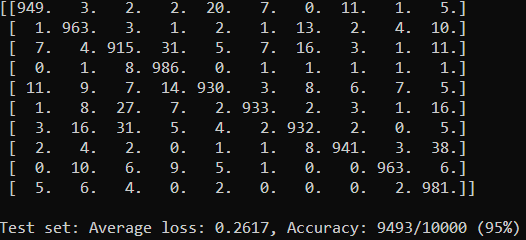 [[949. 3. 2. 2. 20. 7. 0. 11. 1. 5.]
[ 1. 963. 3. 1. 2. 1. 13. 2. 4. 10.]
[ 7. 4. 915. 31. 5. 7. 16. 3. 1. 11.]
[ 0. 1. 8. 986. 0. 1. 1. 1. 1. 1.]
[ 11. 9. 7. 14. 930. 3. 8. 6. 7. 5.]
[ 1. 8. 27. 7. 2. 933. 2. 3. 1. 16.]
[ 3. 16. 31. 5. 4. 2. 932. 2. 0. 5.]
[ 2. 4. 2. 0. 1. 1. 8. 941. 3. 38.]
[ 0. 10. 6. 9. 5. 1. 0. 0. 963. 6.]
[ 5. 6. 4. 0. 2. 0. 0. 0. 2. 981.]]
Test set: Average loss: 0.2617, Accuracy: 9493/10000 (95%)